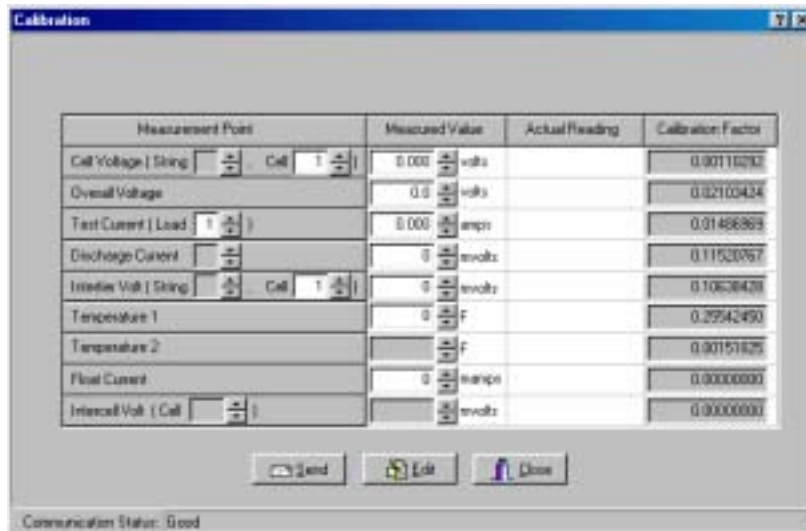 Calibration
Measurement Point Measured Value Actual Reading Calibration Factor
Cell Voltage ( String , Cell 1 ) 0.000 volts 0.00110292
Overall Voltage 0.0 volts 0.02103424
Test Current ( Load 1 ) 0.000 amps 0.01486969
Discharge Current 0 mvolts 0.11520767
Intertier Volt ( String , Cell 1 ) 0 mvolts 0.10638428
Temperature 1 0 F 0.29542450
Temperature 2 F 0.00151825
Float Current 0 mamps 0.00000000
Intercell Volt ( Cell ) mvolts 0.00000000
Send Edit Close
Communication Status: Good